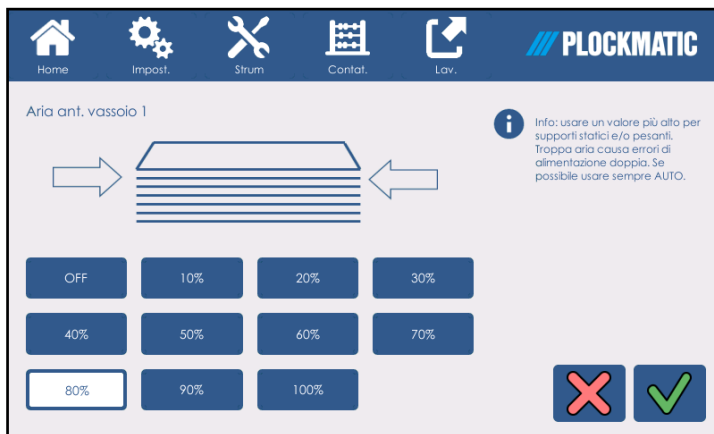 Home
Impost.
Strum
Contat.
Lav.
PLOCKMATIC
Aria ant. vassoio 1
Info: usare un valore più alto per
supporti statici e/o pesanti.
Troppa aria causa errori di
alimentazione doppia. Se
possibile usare sempre AUTO.
OFF
10%
20%
30%
40%
50%
60%
70%
80%
90%
100%